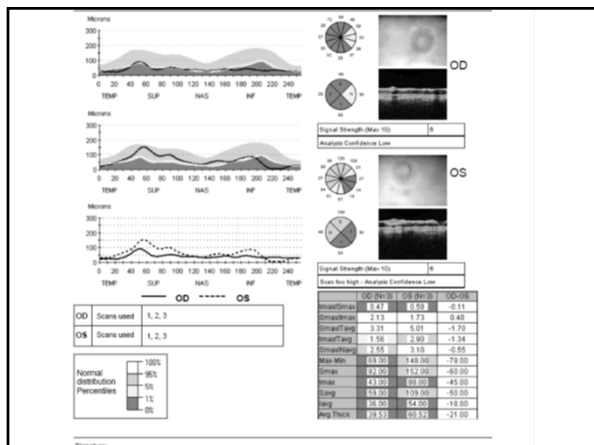 Microns
300
200
100
0
0 20 40 60 80 100 120 140 160 180 200 220 240
TEMP SUP NAS INF TEMP
OD
Signal Strength (Max 10) 6
Analysis Confidence Low
Microns
300
200
100
0
0 20 40 60 80 100 120 140 160 180 200 220 240
TEMP SUP NAS INF TEMP
OS
Signal Strength (Max 10) 6
Scan too high - Analysis Confidence Low
Microns
300
200
100
0
0 20 40 60 80 100 120 140 160 180 200 220 240
TEMP SUP NAS INF TEMP
OD OS
OD Scans used 1, 2, 3
OS Scans used 1, 2, 3
Normal distribution Percentiles
100%
95%
5%
1%
0%
OD (N=3) OS (N=3) OD-OS
Imax/Smax 0.47 0.58 -0.11
Smax/Imax 2.13 1.73 0.40
Smax/Tavg 3.31 5.01 -1.70
Imax/Tavg 1.56 2.90 -1.34
Smax/Navg 2.55 3.10 -0.55
Max-Min 69.00 148.00 -79.00
Smax 92.00 152.00 -60.00
Imax 43.00 88.00 -45.00
Savg 59.00 109.00 -50.00
Iavg 36.00 54.00 -18.00
Avg.Thick 39.53 60.52 -21.00